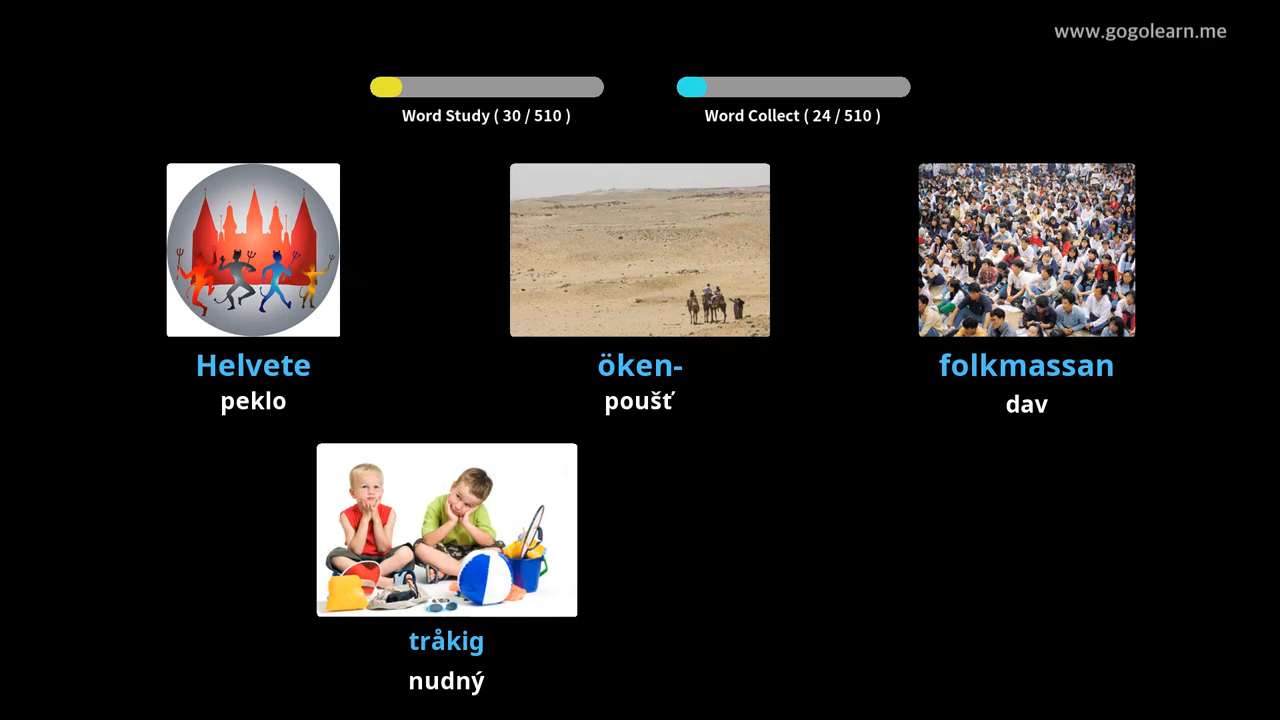 www.gogolearn.me
Word Study ( 30 / 510 )
Word Collect ( 24 / 510 )
Helvete
peklo
öken-
poušť
folkmassan
dav
tråkig
nudný